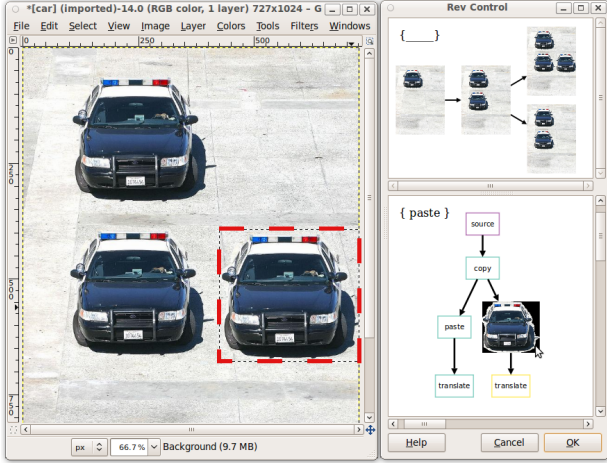 *[car] (imported)-14.0 (RGB color, 1 layer) 727x1024 – G
File Edit Select View Image Layer Colors Tools Filters Windows
0 250 500
0
250
500
750
px 66.7% Background (9.7 MB)
Rev Control
{____}
{ paste }
source
copy
paste
translate translate
Help Cancel OK